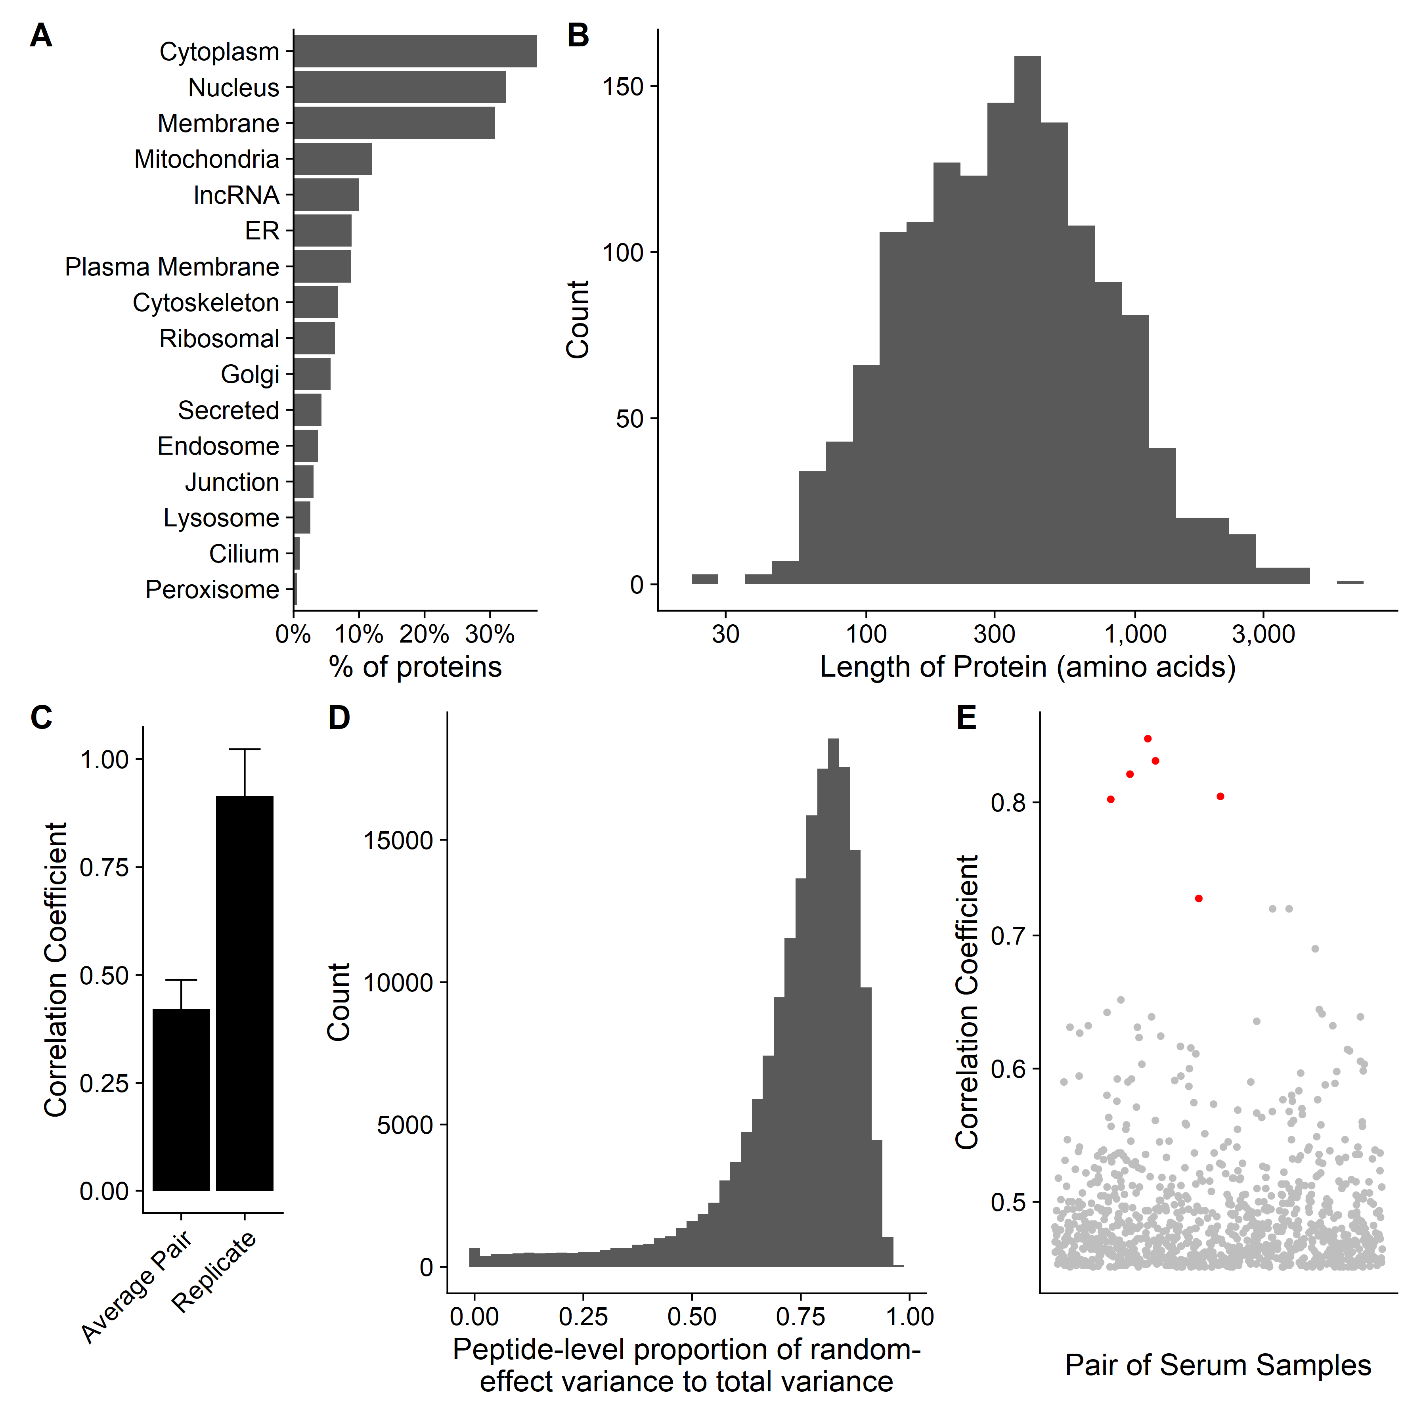 A
Cytoplasm
Nucleus
Membrane
Mitochondria
lncRNA
ER
Plasma Membrane
Cytoskeleton
Ribosomal
Golgi
Secreted
Endosome
Junction
Lysosome
Cilium
Peroxisome
0% 10% 20% 30%
% of proteins
B
150
100
50
0
Count
30 100 300 1,000 3,000
Length of Protein (amino acids)
C
1.00
0.75
0.50
0.25
0.00
Correlation Coefficient
Average Pair
Replicate
D
15000
10000
5000
0
Count
0.00 0.25 0.50 0.75 1.00
Peptide-level proportion of random-
effect variance to total variance
E
0.8
0.7
0.6
0.5
Correlation Coefficient
Pair of Serum Samples